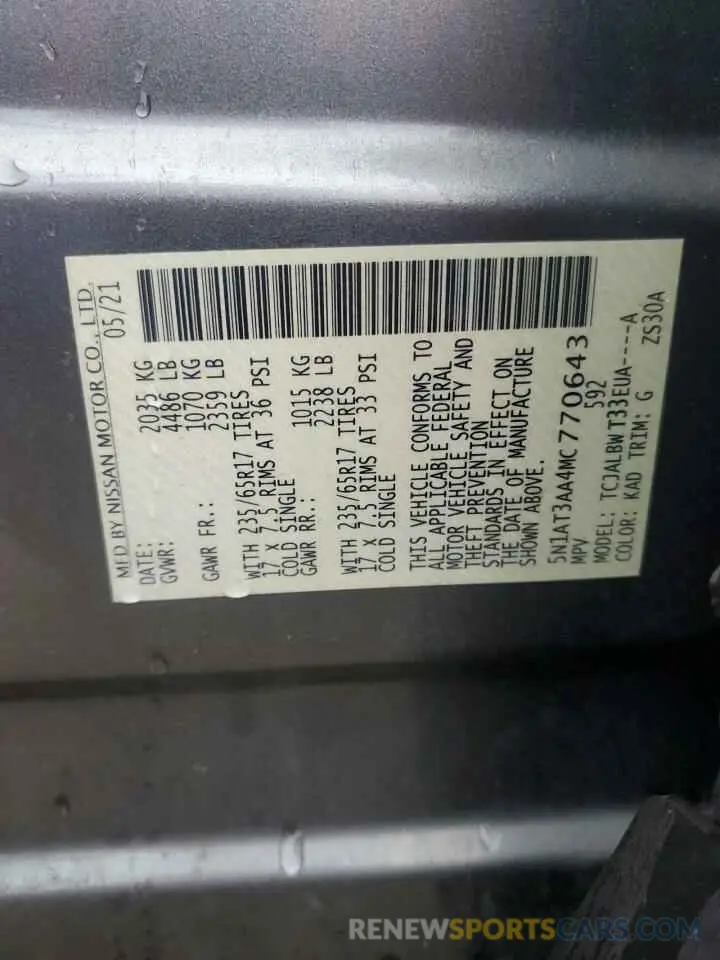 MFD BY NISSAN MOTOR CO., LTD.
DATE: 05/21
GVWR: 2035 KG
4486 LB
GAWR FR.: 1070 KG
2359 LB
WITH 235/65R17 TIRES
17 x 7.5 RIMS AT 36 PSI
COLD SINGLE
GAWR RR.: 1015 KG
2238 LB
WITH 235/65R17 TIRES
17 x 7.5 RIMS AT 33 PSI
COLD SINGLE
THIS VEHICLE CONFORMS TO
ALL APPLICABLE FEDERAL
MOTOR VEHICLE SAFETY AND
THEFT PREVENTION
STANDARDS IN EFFECT ON
THE DATE OF MANUFACTURE
SHOWN ABOVE.
5N1AT3AA4MC770643
MPV 592
MODEL: TCJALBW T33EUA----A
COLOR: KAD TRIM: G ZS30A
RENEWSPORTSCARS.COM